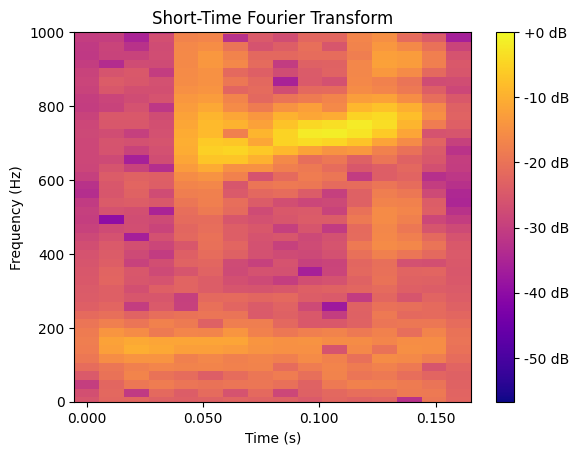 Short-Time Fourier Transform
1000
800
600
400
200
0
Frequency (Hz)
0.000
0.050
0.100
0.150
Time (s)
+0 dB
-10 dB
-20 dB
-30 dB
-40 dB
-50 dB